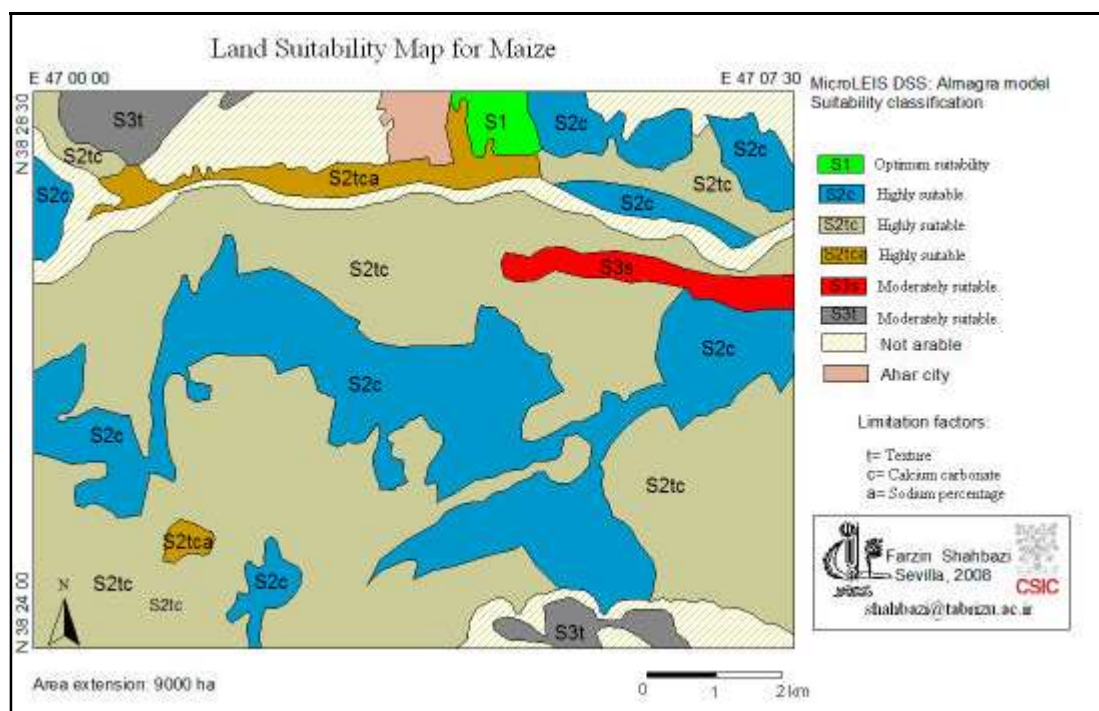 Land Suitability Map for Maize
E 47 00 00
E 47 07 30
N 38 28 30
N 38 24 00
MicroLEIS DSS: Almagra model
Suitability classification
S1 Optimum suitability
S2c Highly suitable
S2tc Highly suitable
S2tca Highly suitable
S3s Moderately suitable
S3t Moderately suitable
Not arable
Ahar city
Limitation factors:
t= Texture
c= Calcium carbonate
a= Sodium percentage
Farzin Shahbazi
Sevilla, 2008
CSIC
shahbazi@tabrizu.ac.ir
S3t
S1
S2c
S2c
S2tc
S2tc
S2tca
S2c
S2c
S2tc
S3s
S2c
S2c
S2c
S2tc
S2tca
S2tc
S2c
S2tc
S3t
N
Area extension: 9000 ha
0 1 2 km